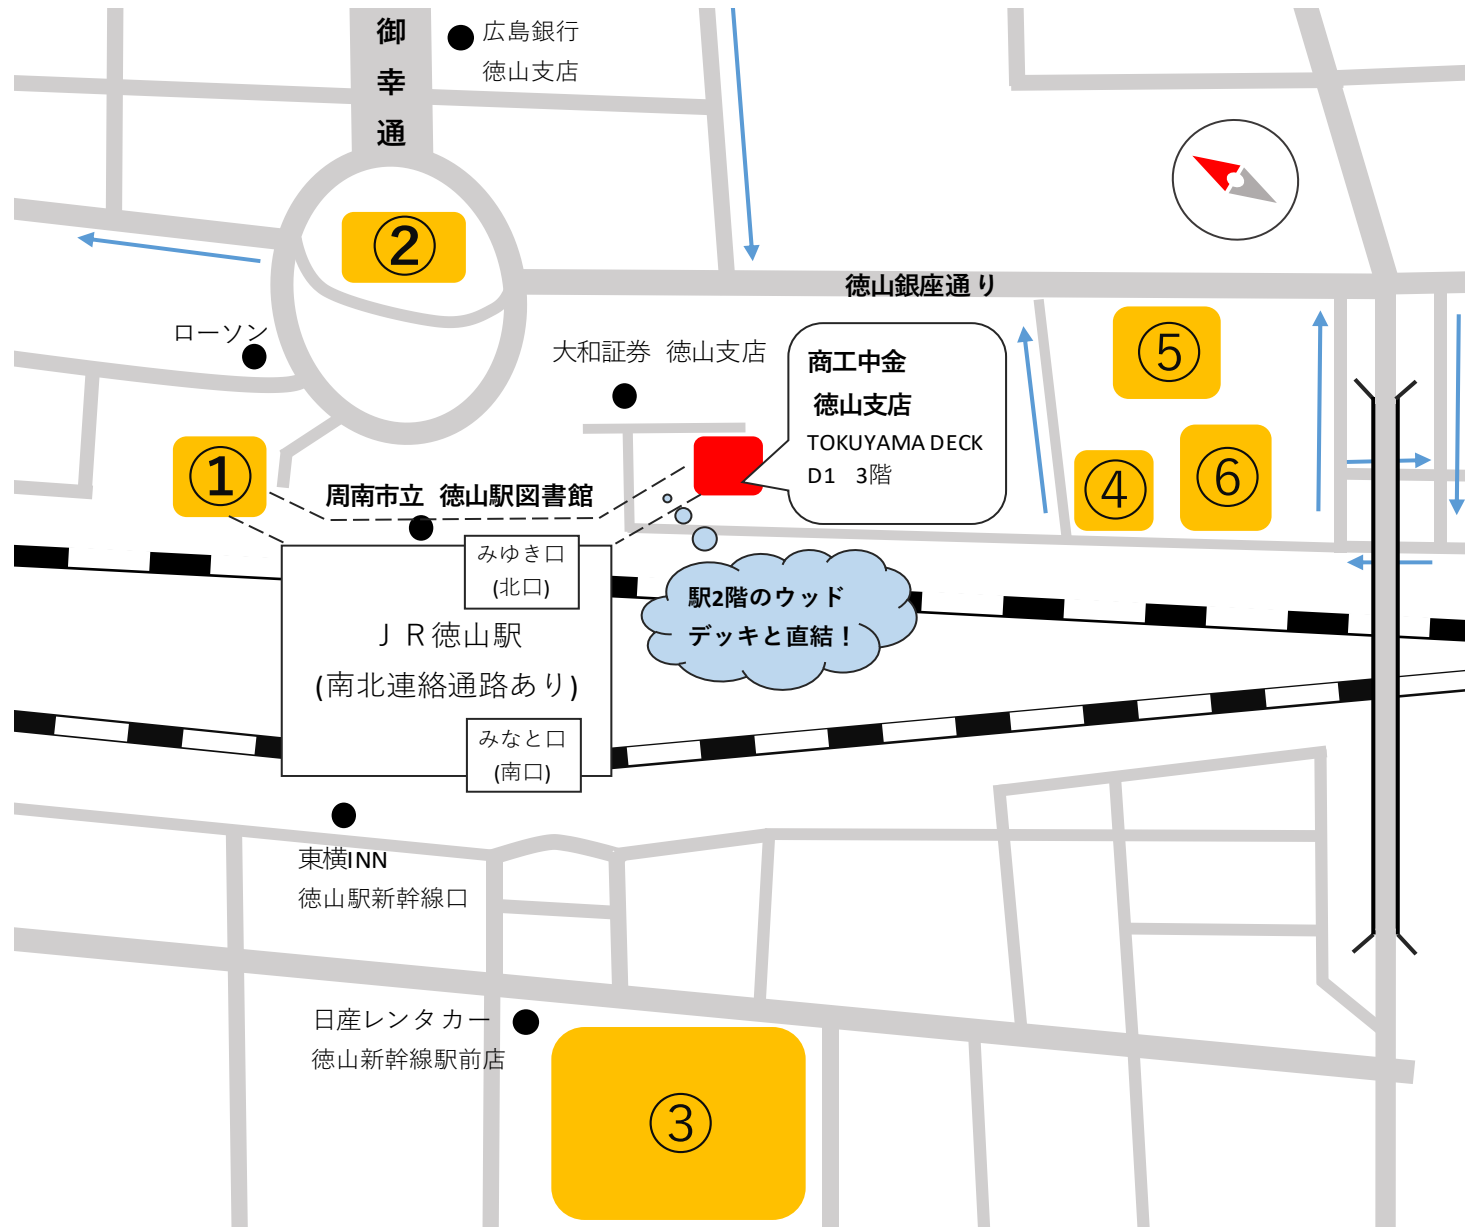 御幸通
広島銀行
徳山支店
②
徳山銀座通り
ローソン
大和証券 徳山支店
商工中金
徳山支店
TOKUYAMA DECK
D1 3階
⑤
①
④
⑥
周南市立 徳山駅図書館
みゆき口
(北口)
ＪＲ徳山駅
(南北連絡通路あり)
駅2階のウッド
デッキと直結！
みなと口
(南口)
東横INN
徳山駅新幹線口
日産レンタカー
徳山新幹線駅前店
③